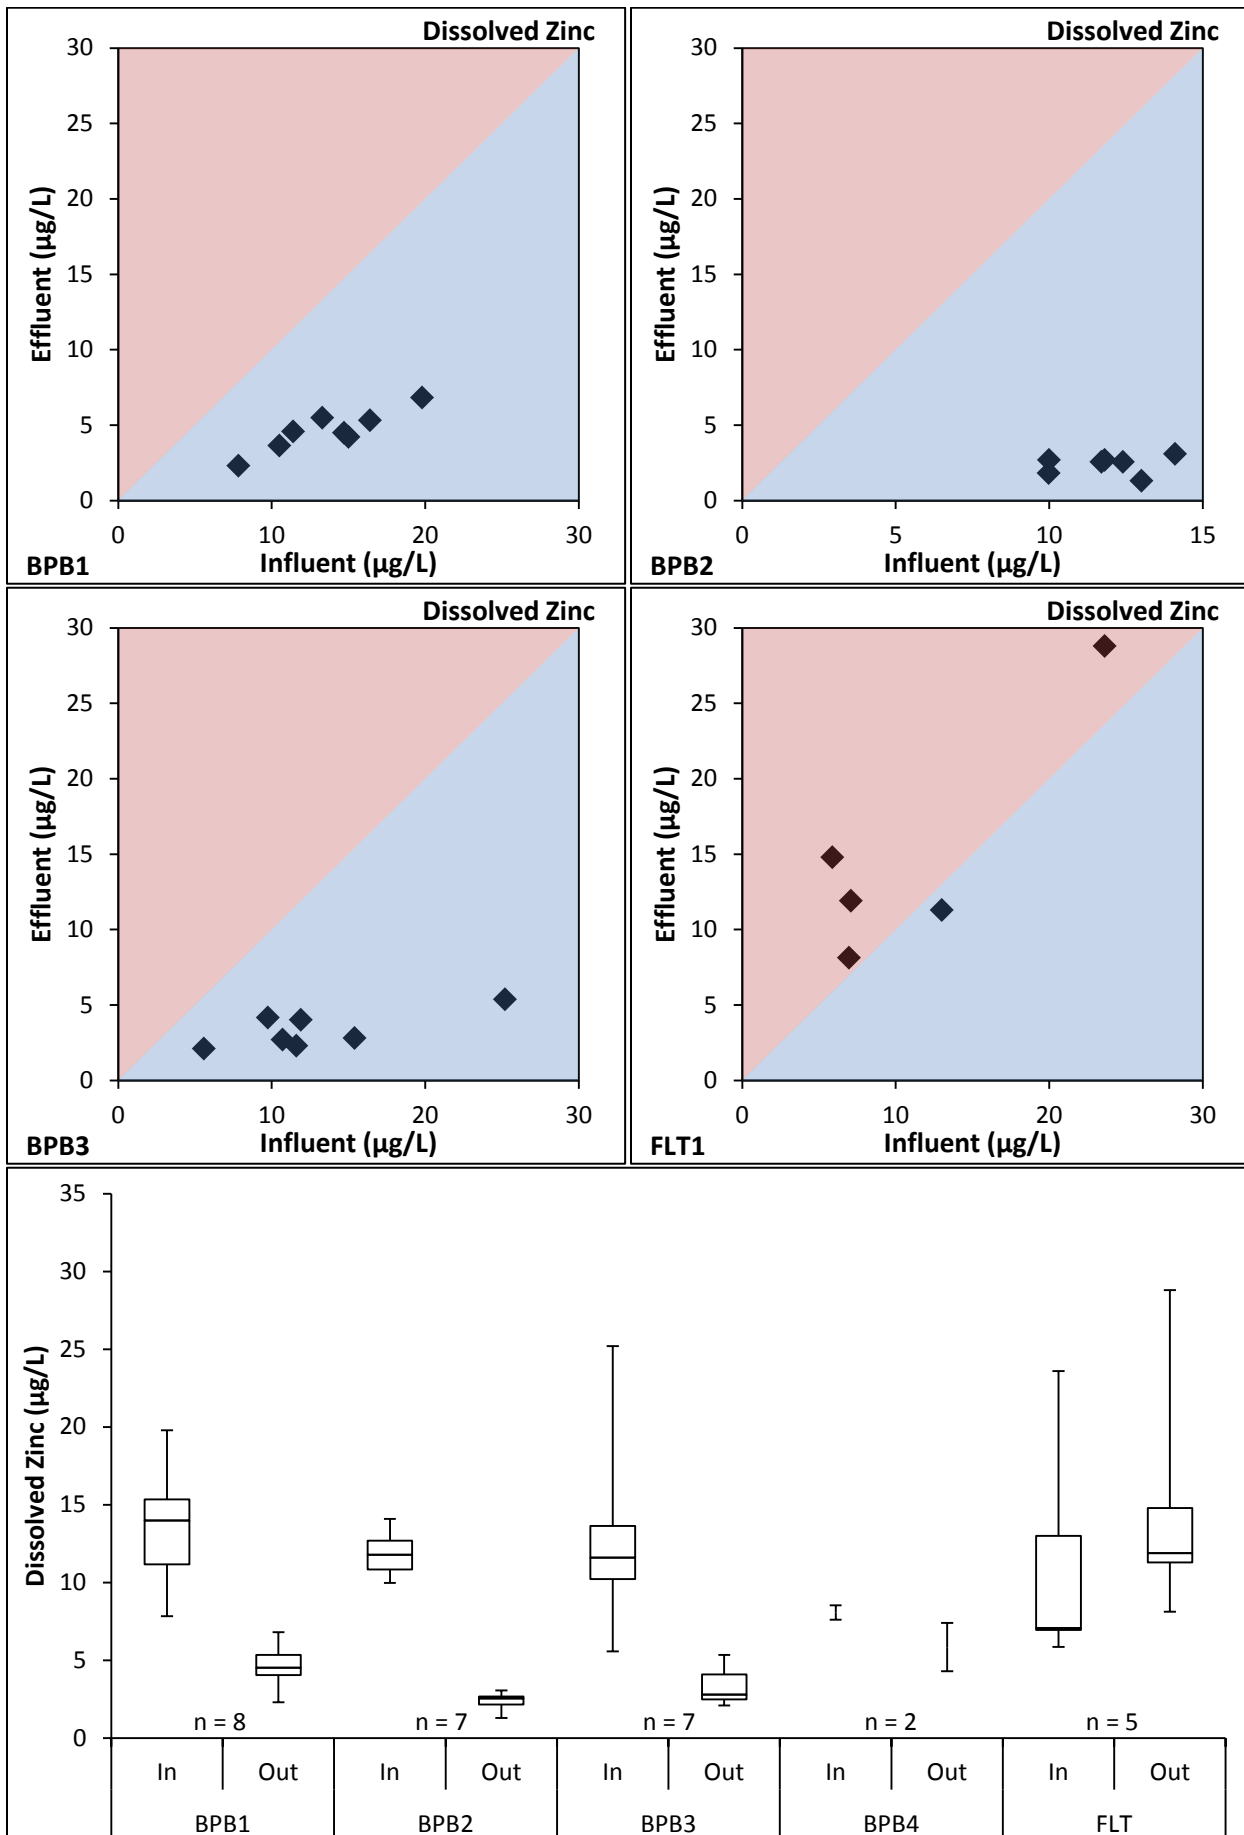 Dissolved Zinc
30
25
20
15
10
5
0
Effluent (µg/L)
0 10 20 30
Influent (µg/L)
BPB1
Dissolved Zinc
30
25
20
15
10
5
0
Effluent (µg/L)
0 5 10 15
Influent (µg/L)
BPB2
Dissolved Zinc
30
25
20
15
10
5
0
Effluent (µg/L)
0 10 20 30
Influent (µg/L)
BPB3
Dissolved Zinc
30
25
20
15
10
5
0
Effluent (µg/L)
0 10 20 30
Influent (µg/L)
FLT1
35
30
25
20
15
10
5
0
Dissolved Zinc (µg/L)
n = 8 n = 7 n = 7 n = 2 n = 5
In Out In Out In Out In Out In Out
BPB1 BPB2 BPB3 BPB4 FLT